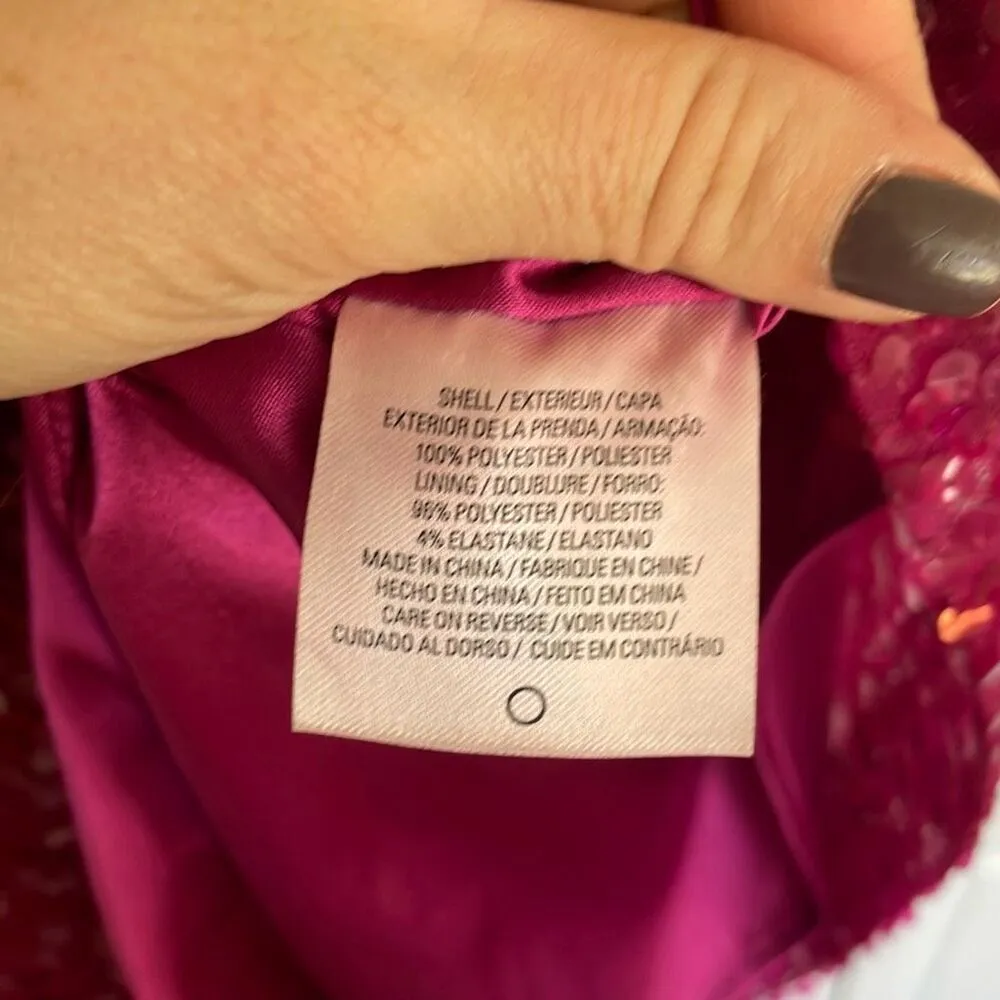 SHELL / EXTERIEUR / CAPA
EXTERIOR DE LA PRENDA / ARMAÇÃO:
100% POLYESTER / POLIESTER
LINING / DOUBLURE / FORRO:
96% POLYESTER / POLIESTER
4% ELASTANE / ELASTANO
MADE IN CHINA / FABRIQUE EN CHINE /
HECHO EN CHINA / FEITO EM CHINA
CARE ON REVERSE / VOIR VERSO /
CUIDADO AL DORSO / CUIDE EM CONTRÁRIO